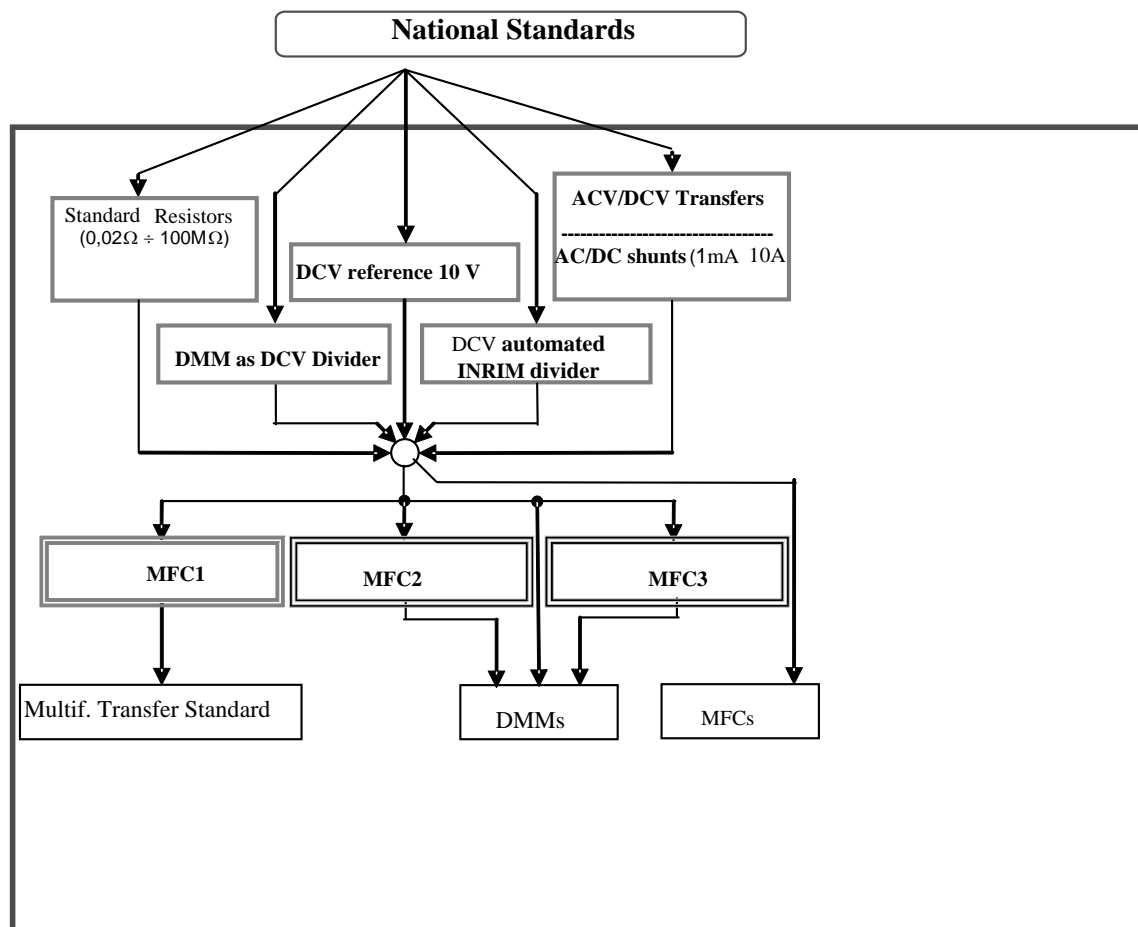 National Standards
Standard Resistors
(0,02Ω ÷ 100MΩ)
ACV/DCV Transfers
AC/DC shunts (1mA 10A
DCV reference 10 V
DMM as DCV Divider
DCV automated
INRIM divider
MFC1
MFC2
MFC3
Multif. Transfer Standard
DMMs
MFCs